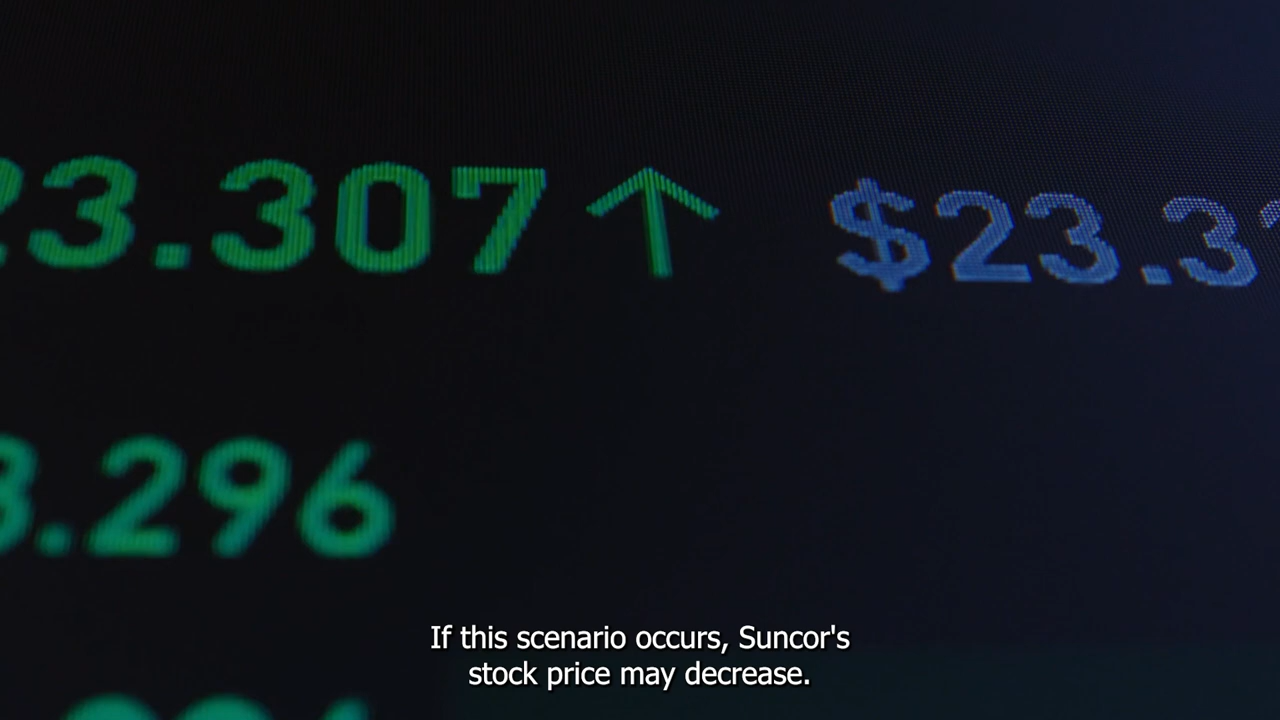 23.307↑ $23.3
3.296
If this scenario occurs, Suncor's
stock price may decrease.